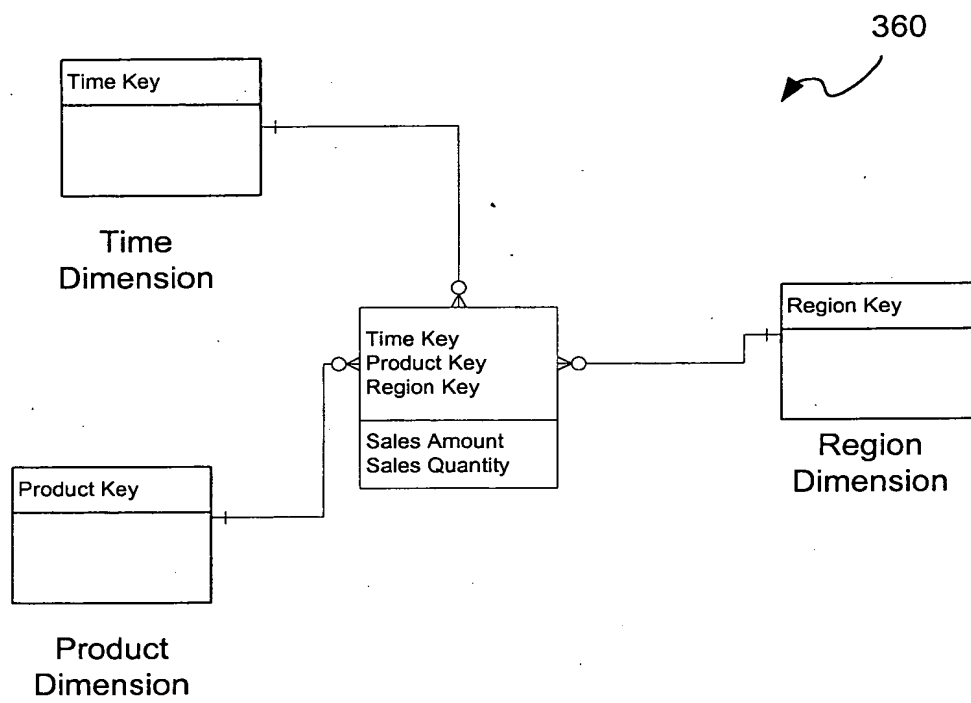 360
Time Key
Time
Dimension
Time Key
Product Key
Region Key
Sales Amount
Sales Quantity
Region Key
Region
Dimension
Product Key
Product
Dimension